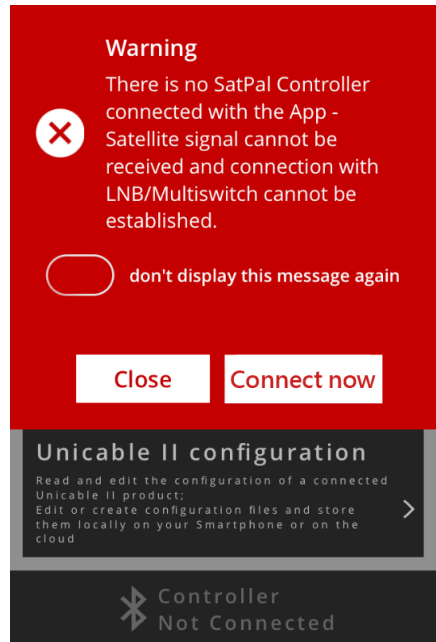 Warning
There is no SatPal Controller
connected with the App -
Satellite signal cannot be
received and connection with
LNB/Multiswitch cannot be
established.
don't display this message again
Close
Connect now
Unicable II configuration
Read and edit the configuration of a connected
Unicable II product;
Edit or create configuration files and store
them locally on your Smartphone or on the
cloud
Controller
Not Connected